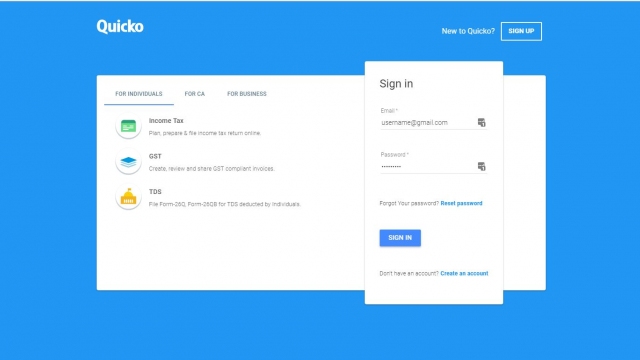 Quicko
New to Quicko? SIGN UP
FOR INDIVIDUALS FOR CA FOR BUSINESS
Income Tax
Plan, prepare & file income tax return online.
GST
Create, review and share GST compliant invoices.
TDS
File Form-26Q, Form-26QB for TDS deducted by Individuals.
Sign in
Email *
username@gmail.com
Password *
Forgot Your password? Reset password
SIGN IN
Don't have an account? Create an account